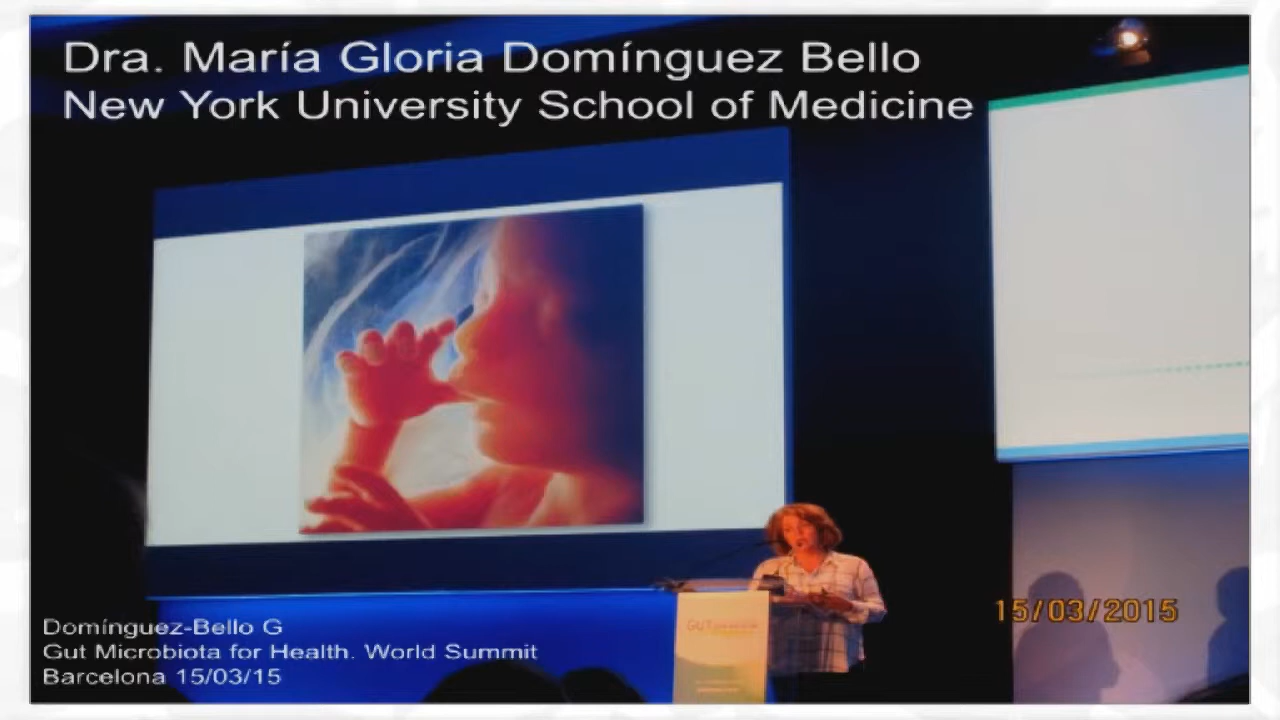 Dra. María Gloria Domínguez Bello
New York University School of Medicine
15/03/2015
GUT
Domínguez-Bello G
Gut Microbiota for Health. World Summit
Barcelona 15/03/15